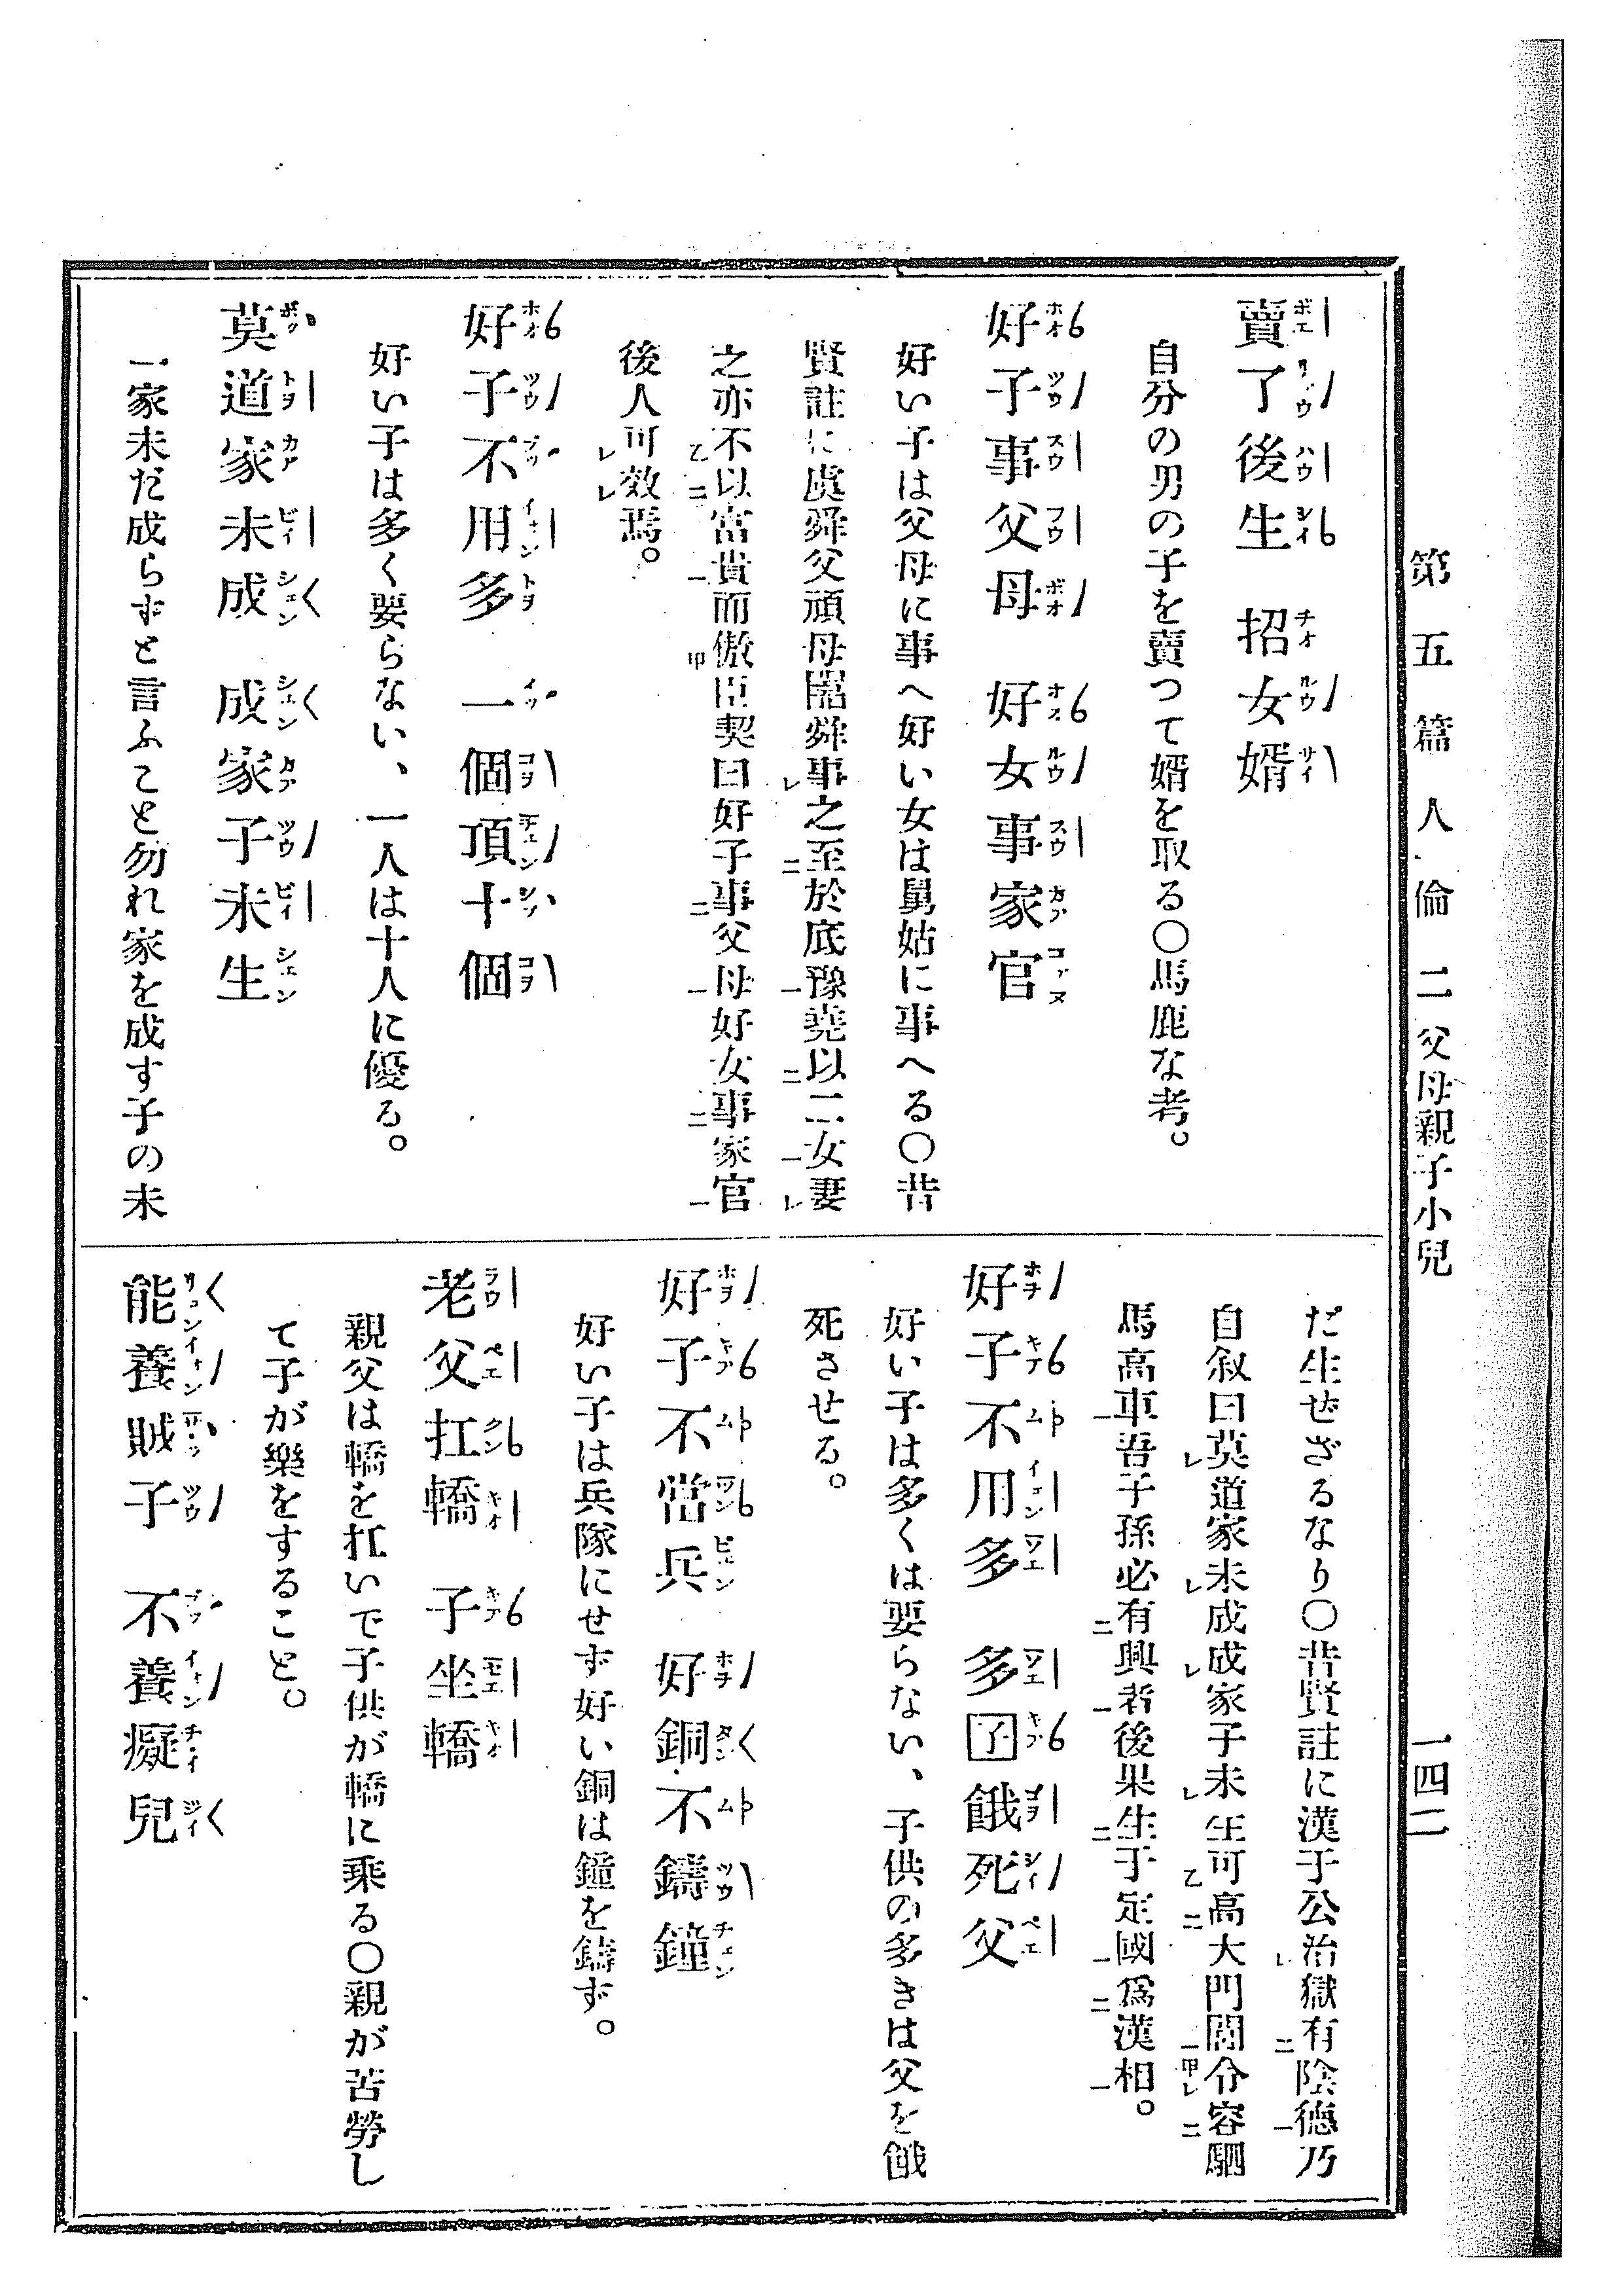 第五篇 人倫 二 父母親子小兒
一四二
賣了後生 招女婿
自分の男の子を賣つて婿を取る〇馬鹿な考。
好子事父母 好女事家官
好い子は父母に事へ好い女は舅姑に事へる〇昔
賢註に虞舜父頑母嚚舜事之至於底豫堯以二女妻
之亦不以富貴而傲臣契曰好子事父母好女事家官
後人可效焉。
好子不用多 一個頂十個
好い子は多く要らない、一人は十人に優る。
莫道家未成 成家子未生
一家未だ成らずと言ふこと勿れ家を成す子の未
だ生ぜざるなり〇昔賢註に漢于公治獄有陰德乃
自叙曰莫道家未成成家子未生可高大門閭令容駟
馬高車吾子孫必有興者後果生于定國爲漢相。
好子不用多 多囝餓死父
好い子は多くは要らない、子供の多きは父を餓
死させる。
好子不當兵 好銅不鑄鐘
好い子は兵隊にせず好い銅は鐘を鑄ず。
老父扛轎 子坐轎
親父は轎を扛いで子供が轎に乘る〇親が苦勞し
て子が樂をすること。
能養賊子 不養癡兒